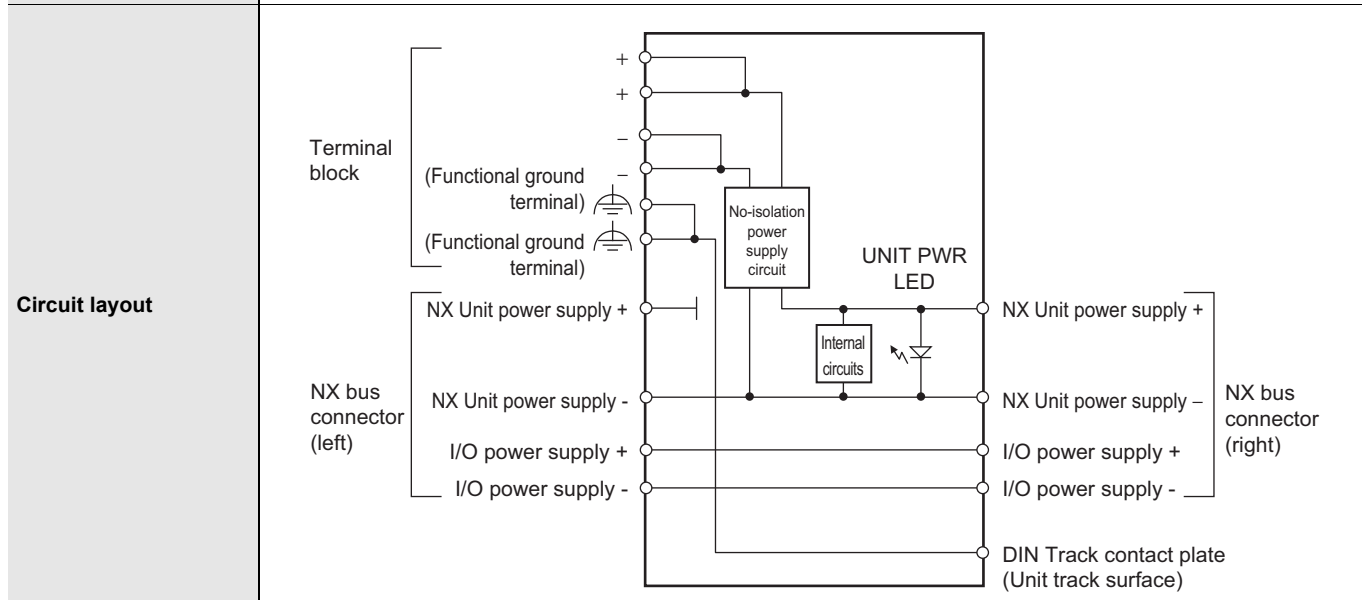 Circuit layout
Terminal
block
+
+
–
–
(Functional ground
terminal)
(Functional ground
terminal)
No-isolation
power
supply
circuit
UNIT PWR
LED
Internal
circuits
NX bus
connector
(left)
NX Unit power supply +
NX Unit power supply -
I/O power supply +
I/O power supply -
NX Unit power supply +
NX Unit power supply –
I/O power supply +
I/O power supply -
NX bus
connector
(right)
DIN Track contact plate
(Unit track surface)